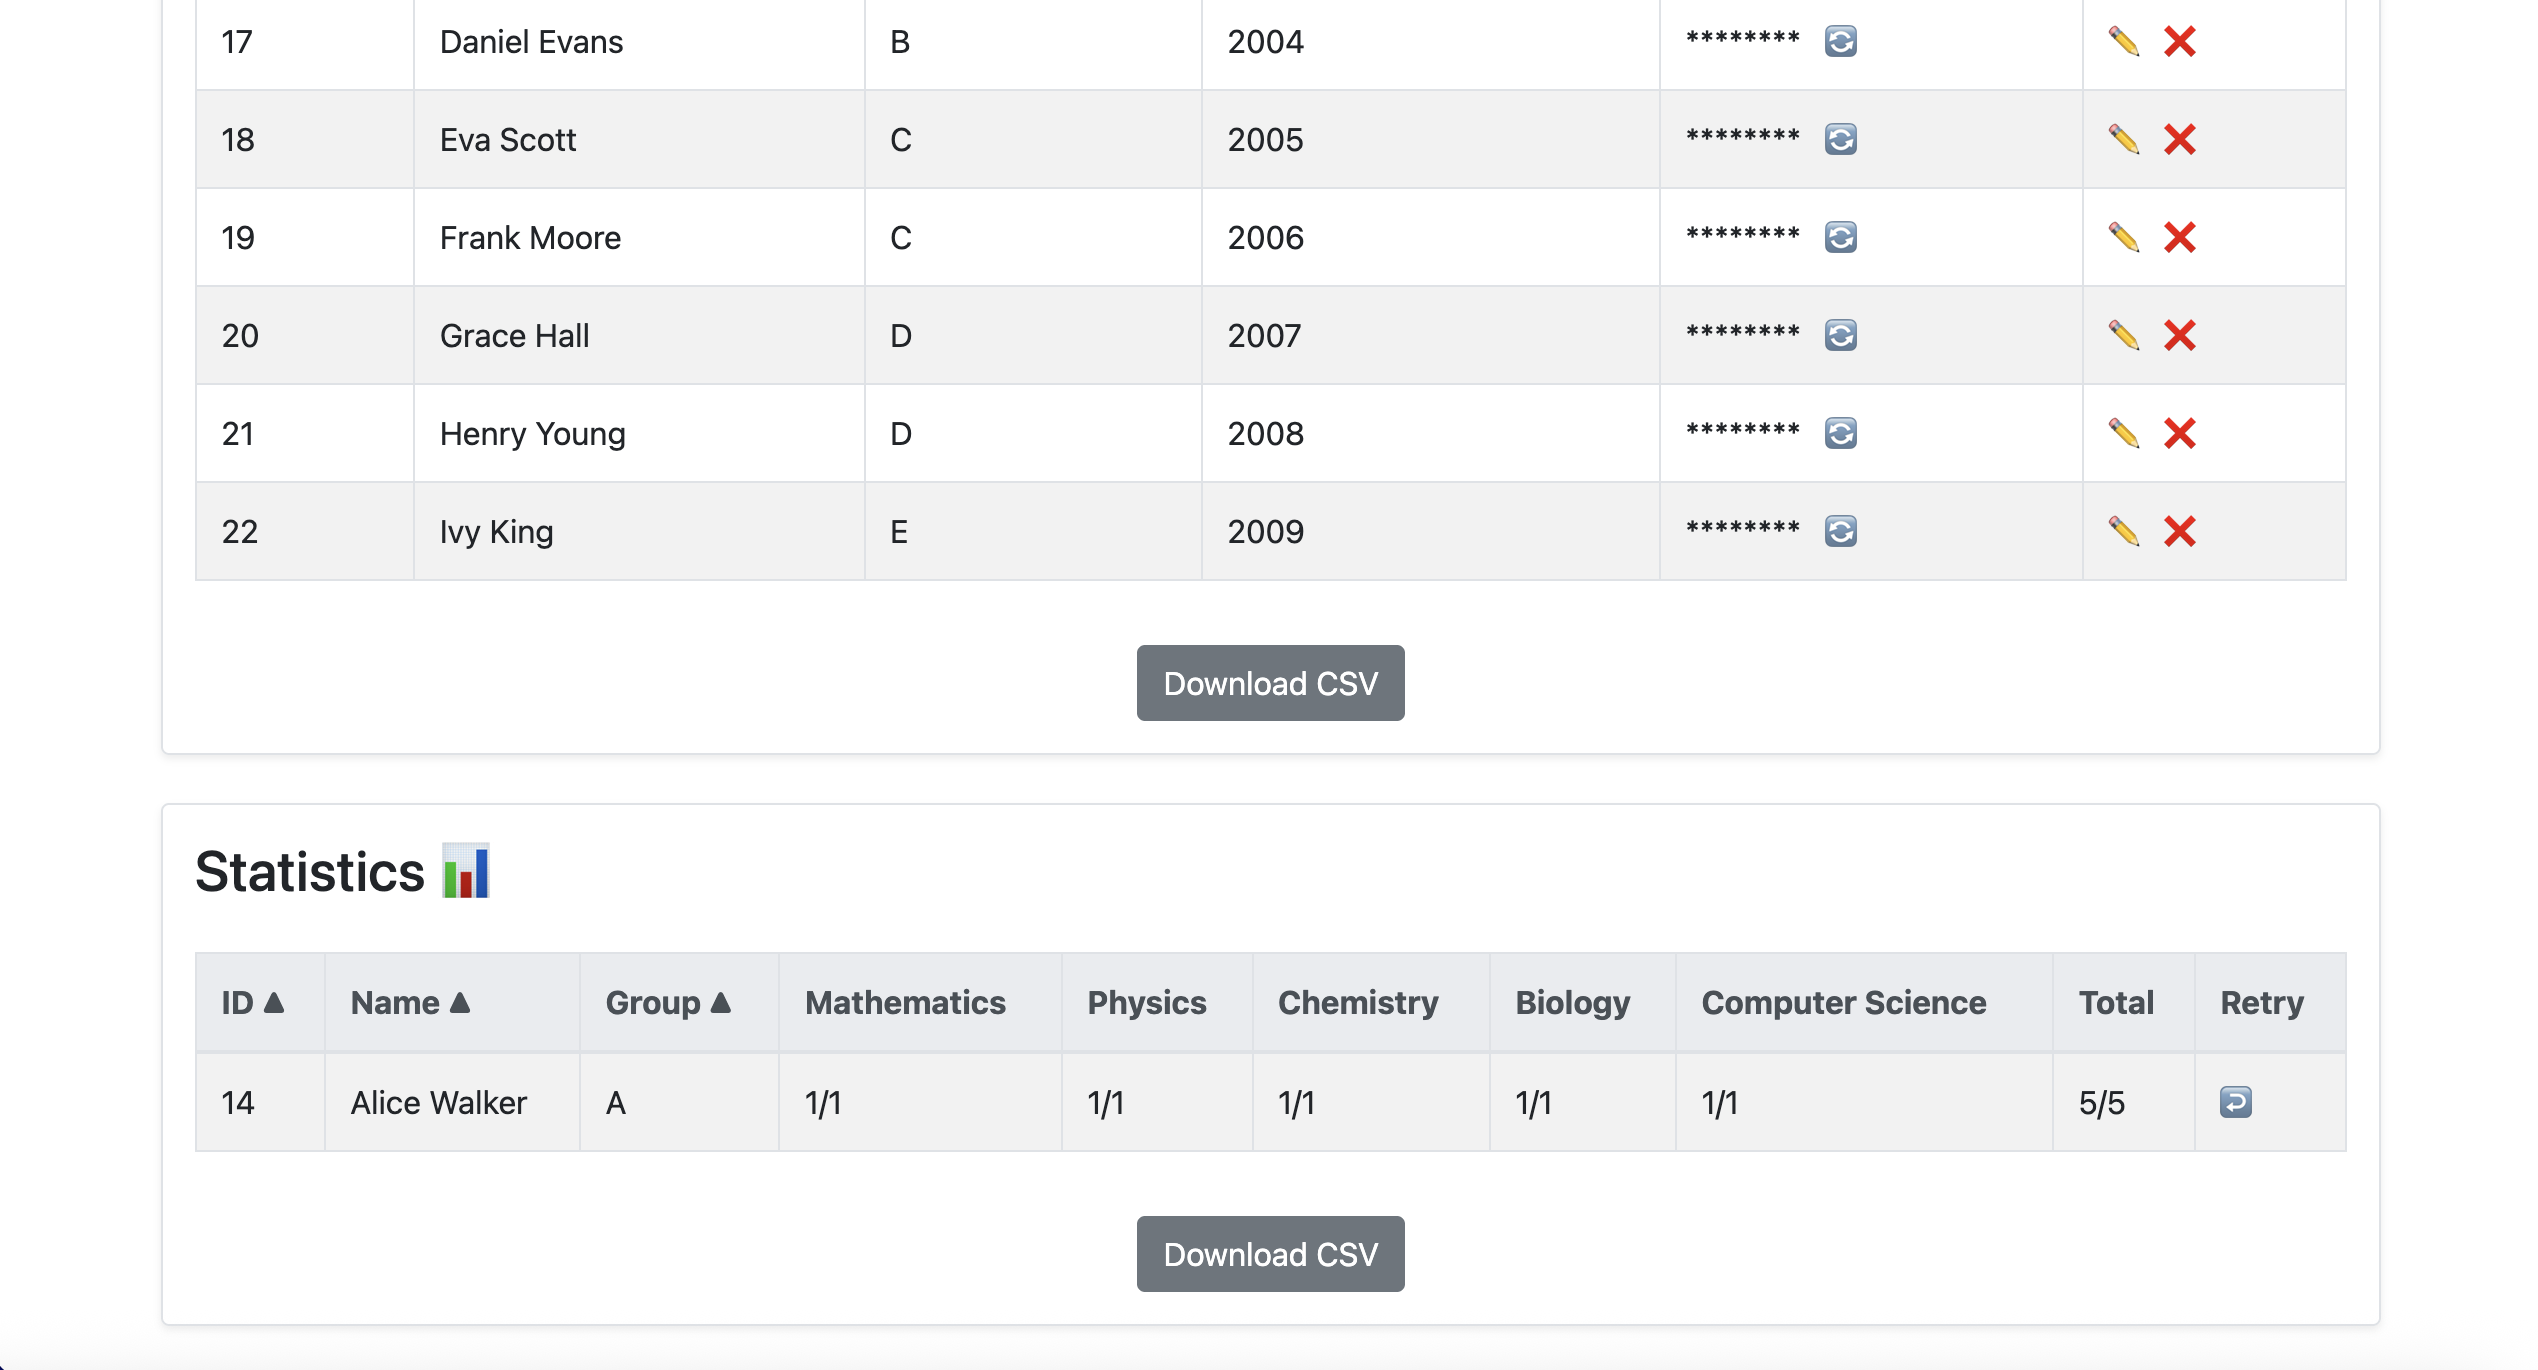 17 Daniel Evans B 2004 ********
18 Eva Scott C 2005 ********
19 Frank Moore C 2006 ********
20 Grace Hall D 2007 ********
21 Henry Young D 2008 ********
22 Ivy King E 2009 ********
Download CSV
Statistics
ID ▲ Name ▲ Group ▲ Mathematics Physics Chemistry Biology Computer Science Total Retry
14 Alice Walker A 1/1 1/1 1/1 1/1 1/1 5/5
Download CSV